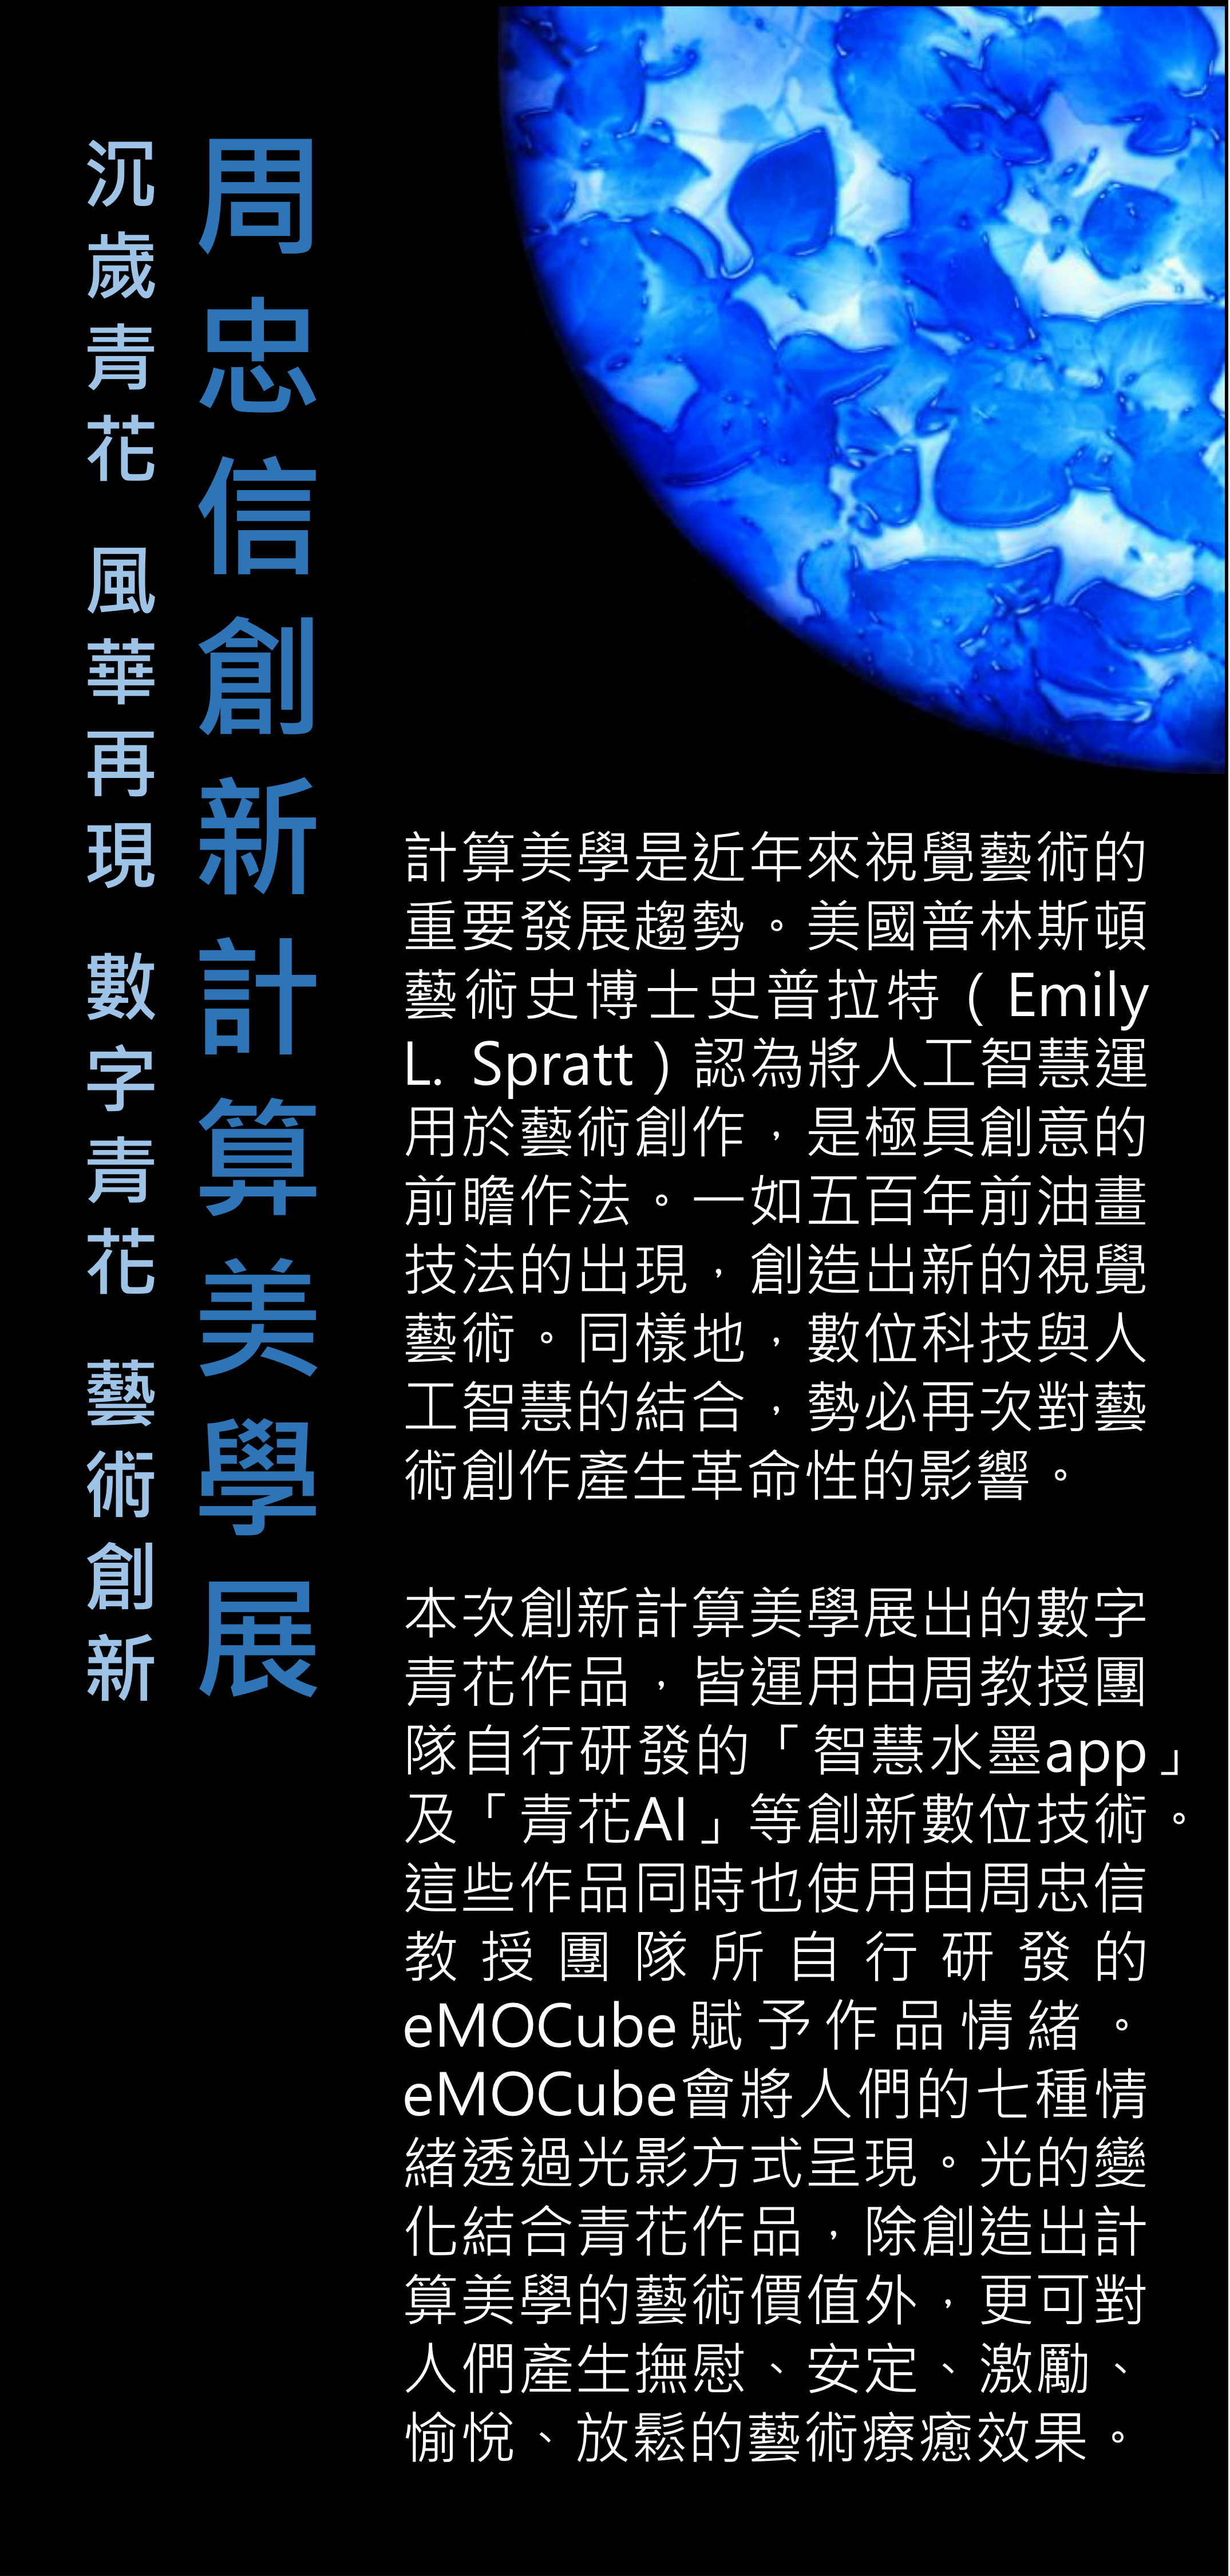 周忠信創新計算美學展
沉歲青花 風華再現 數字青花 藝術創新
計算美學是近年來視覺藝術的
重要發展趨勢。美國普林斯頓
藝術史博士史普拉特（Emily
L. Spratt）認為將人工智慧運
用於藝術創作，是極具創意的
前瞻作法。一如五百年前油畫
技法的出現，創造出新的視覺
藝術。同樣地，數位科技與人
工智慧的結合，勢必再次對藝
術創作產生革命性的影響。
本次創新計算美學展出的數字
青花作品，皆運用由周教授團
隊自行研發的「智慧水墨app」
及「青花AI」等創新數位技術。
這些作品同時也使用由周忠信
教授團隊所自行研發的
eMOCube賦予作品情緒。
eMOCube會將人們的七種情
緒透過光影方式呈現。光的變
化結合青花作品，除創造出計
算美學的藝術價值外，更可對
人們產生撫慰、安定、激勵、
愉悅、放鬆的藝術療癒效果。